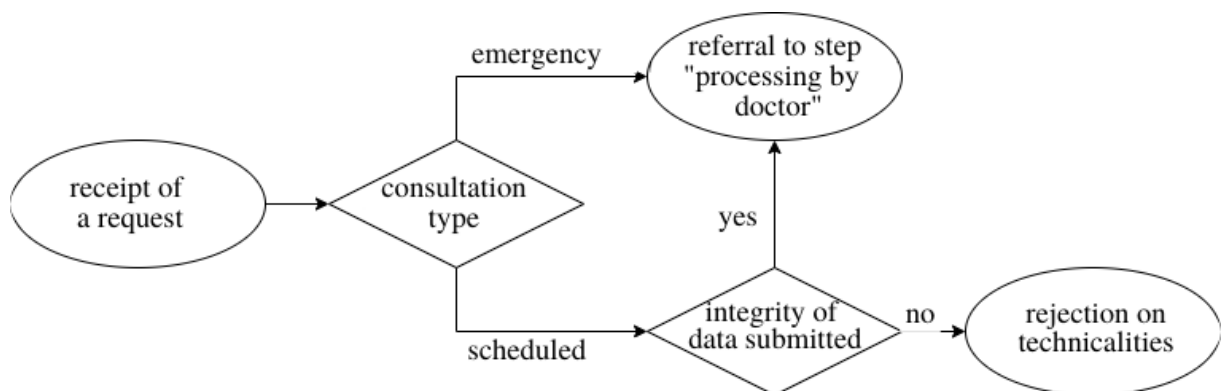 emergency
referral to step
"processing by
doctor"
receipt of
a request
consultation
type
yes
scheduled
integrity of
data submitted
no
rejection on
technicalities